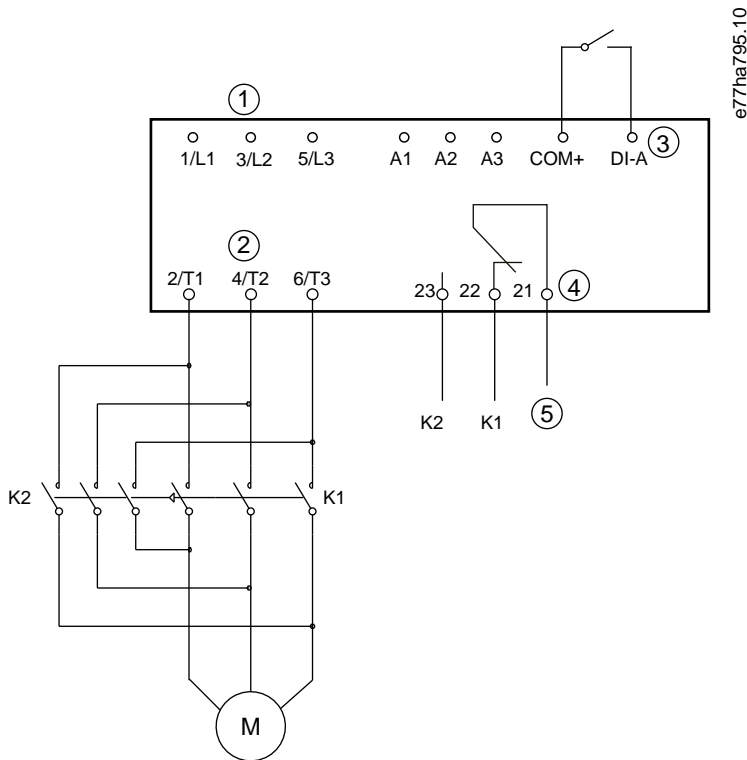 e77ha795.10
1
1/L1 3/L2 5/L3 A1 A2 A3 COM+ DI-A 3
2
2/T1 4/T2 6/T3
23 22 21 4
K2 K1 5
K2 K1
M